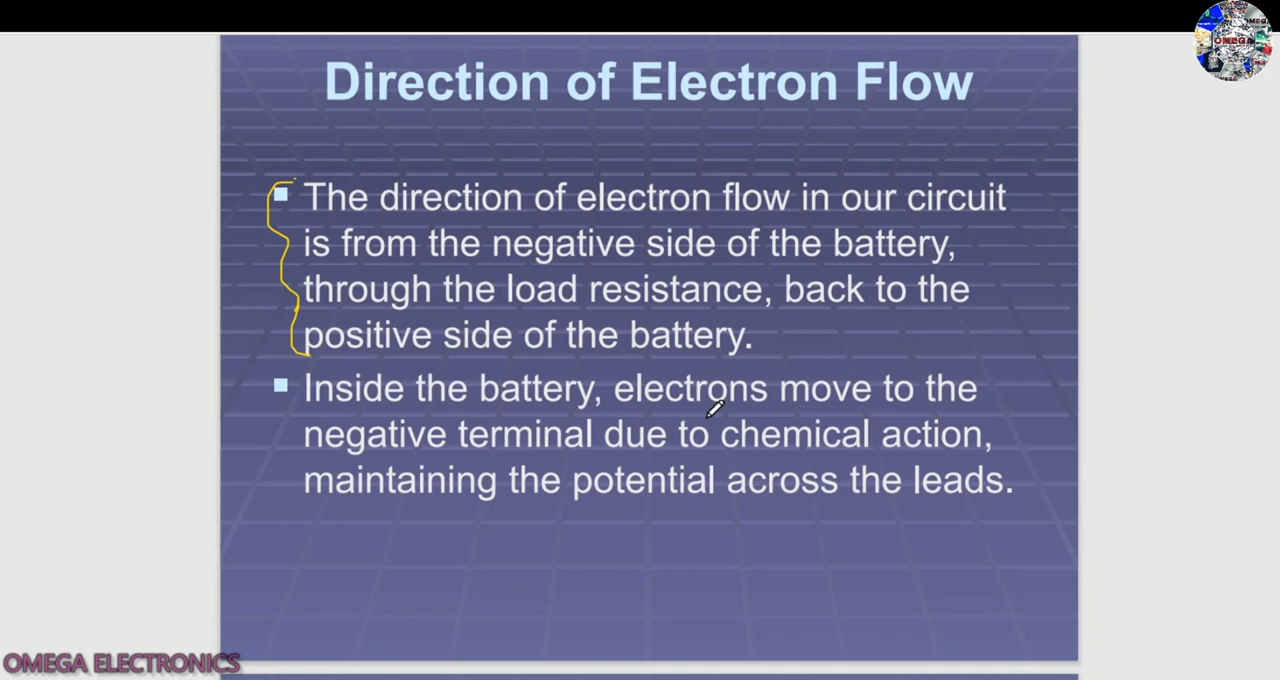 OMEGA
Direction of Electron Flow
The direction of electron flow in our circuit
is from the negative side of the battery,
through the load resistance, back to the
positive side of the battery.
Inside the battery, electrons move to the
negative terminal due to chemical action,
maintaining the potential across the leads.
OMEGA ELECTRONICS